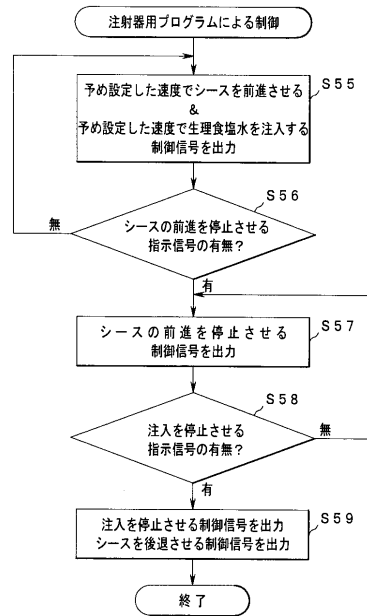 注射器用プログラムによる制御
S55
予め設定した速度でシースを前進させる
&
予め設定した速度で生理食塩水を注入する
制御信号を出力
S56
シースの前進を停止させる
指示信号の有無?
無
有
S57
シースの前進を停止させる
制御信号を出力
S58
注入を停止させる
指示信号の有無?
無
有
S59
注入を停止させる制御信号を出力
シースを後退させる制御信号を出力
終了